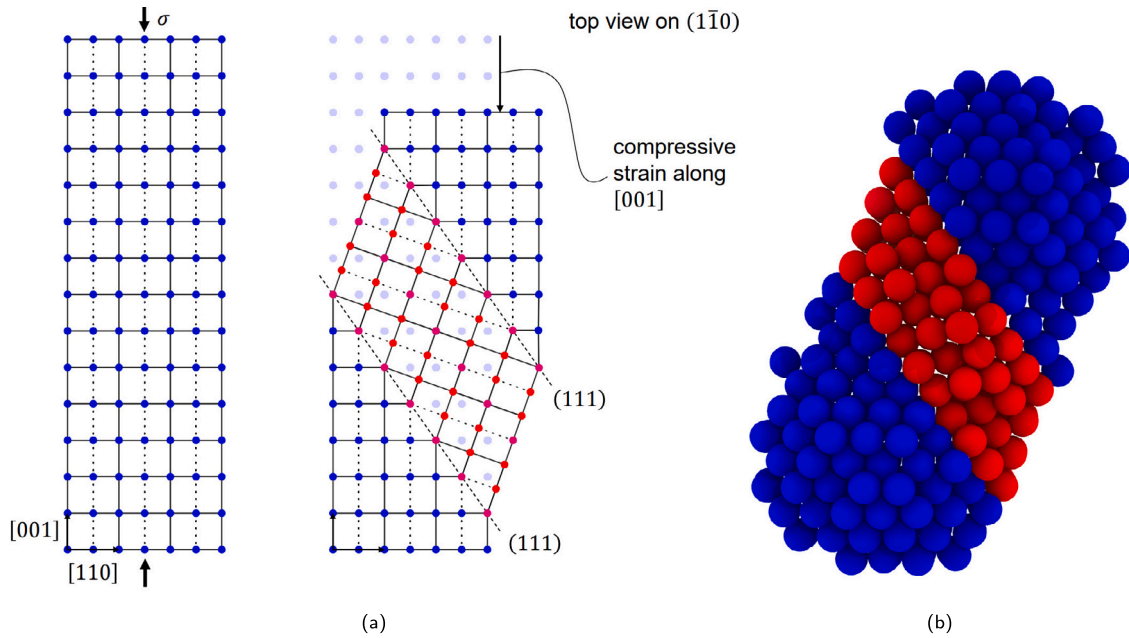 σ
top view on (11̅0)
compressive
strain along
[001]
(111)
[001]
(111)
[110]
(a)
(b)